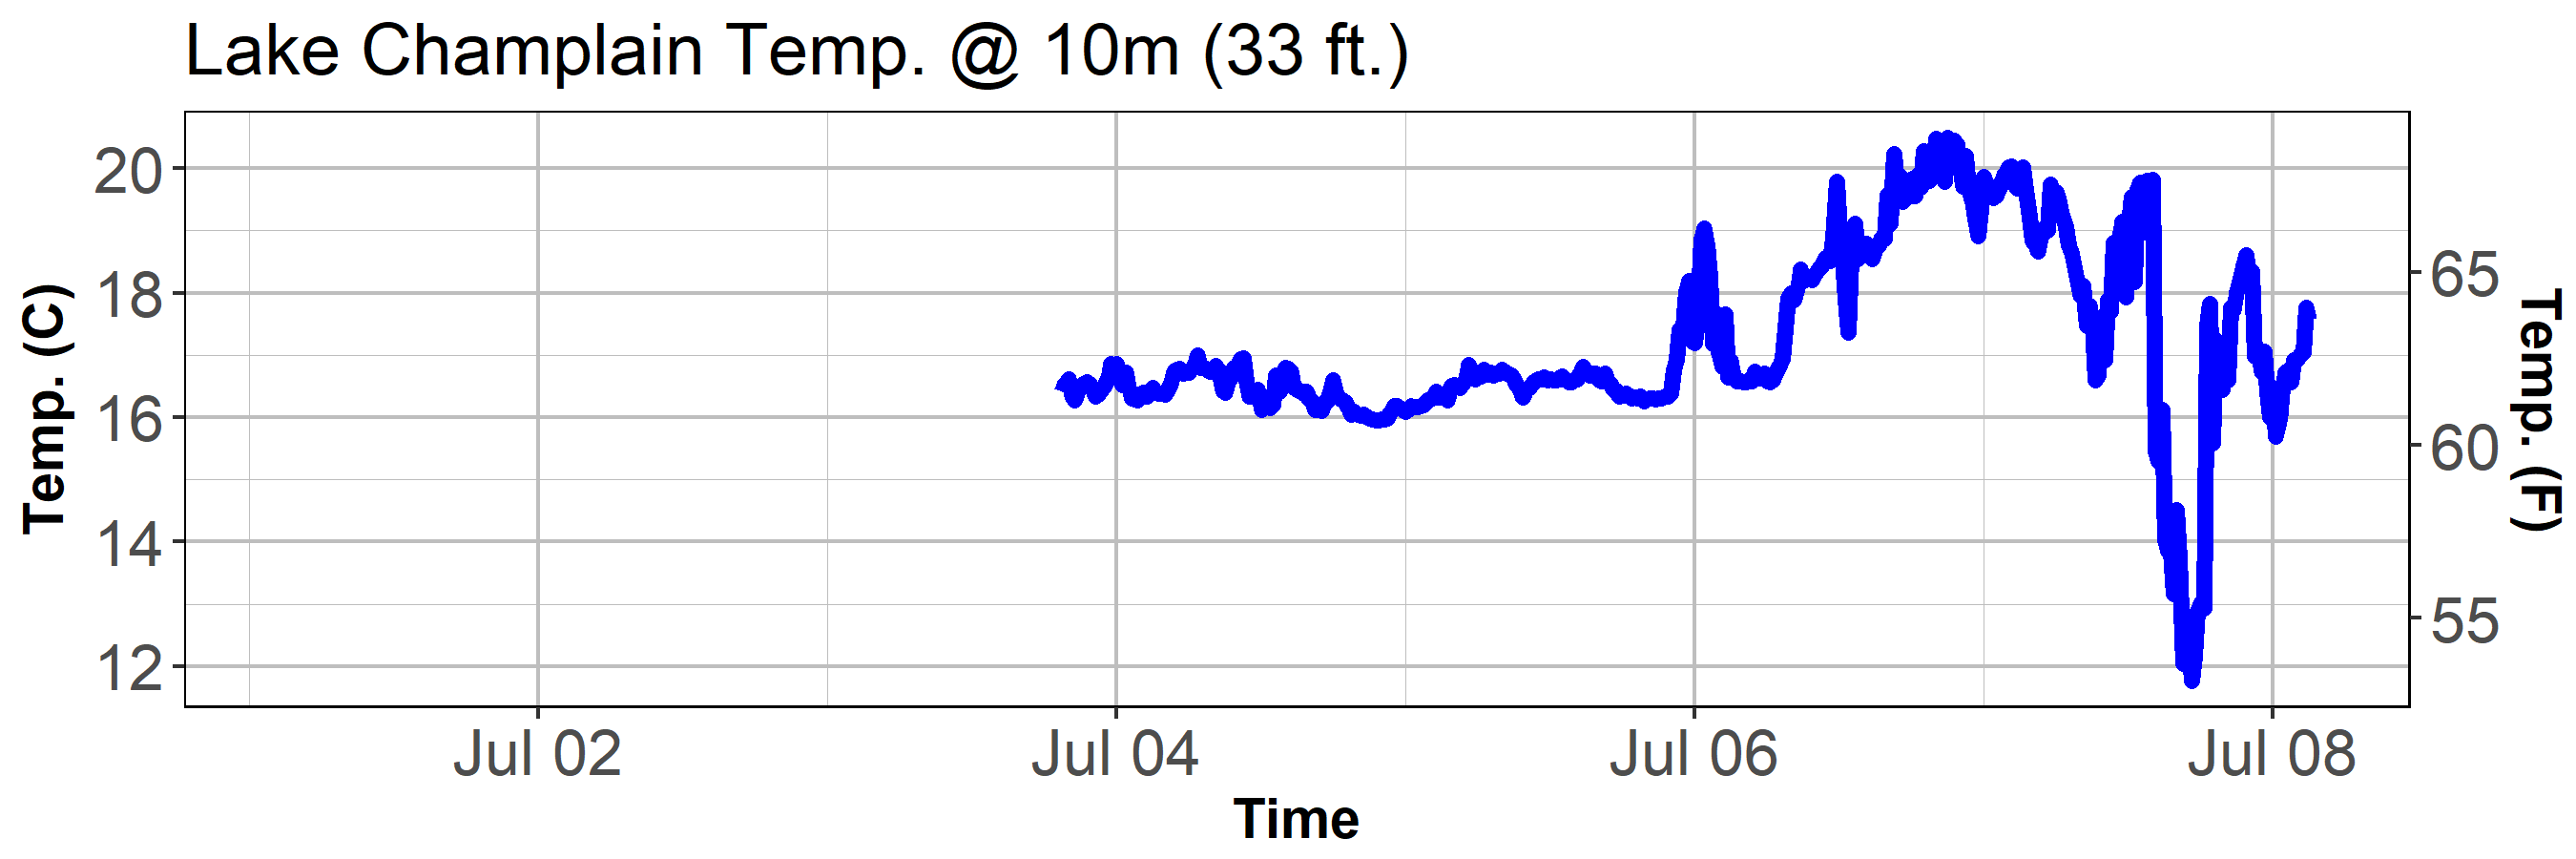 Lake Champlain Temp. @ 10m (33 ft.)
Temp. (C)
20
18
16
14
12
65
60
55
Temp. (F)
Jul 02
Jul 04
Jul 06
Jul 08
Time